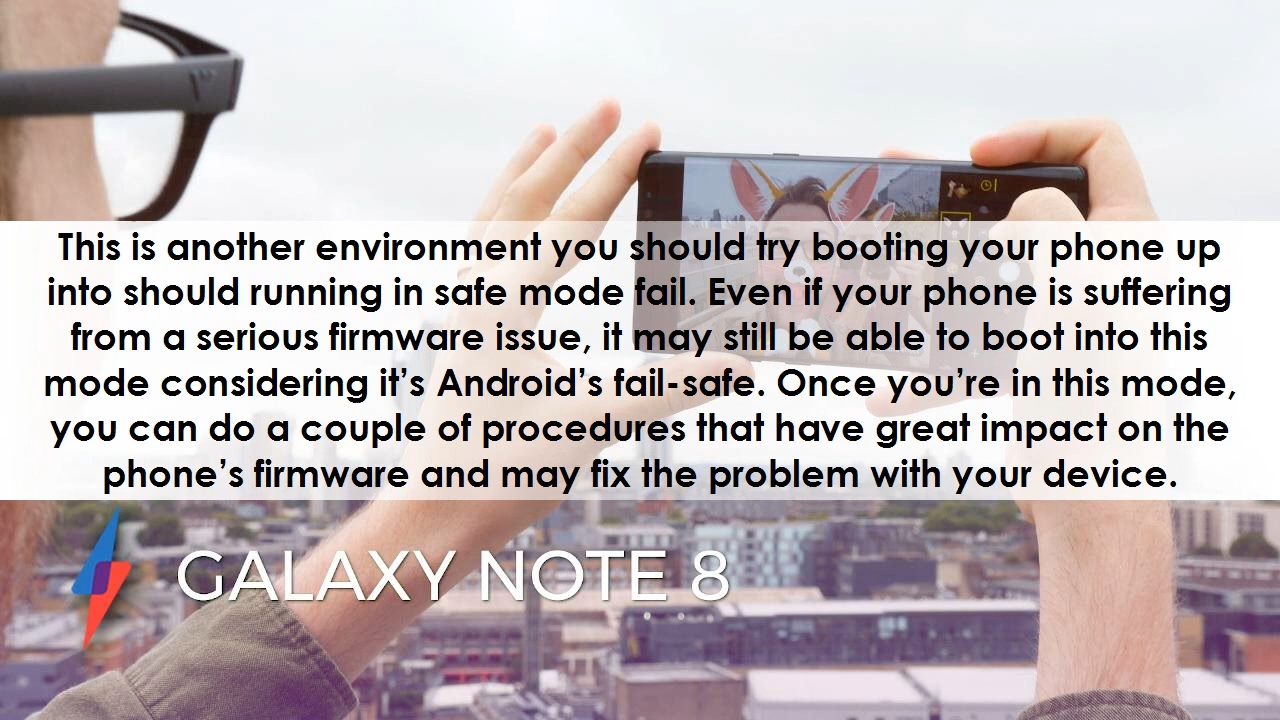 This is another environment you should try booting your phone up
into should running in safe mode fail. Even if your phone is suffering
from a serious firmware issue, it may still be able to boot into this
mode considering it’s Android’s fail-safe. Once you’re in this mode,
you can do a couple of procedures that have great impact on the
phone’s firmware and may fix the problem with your device.
GALAXY NOTE 8